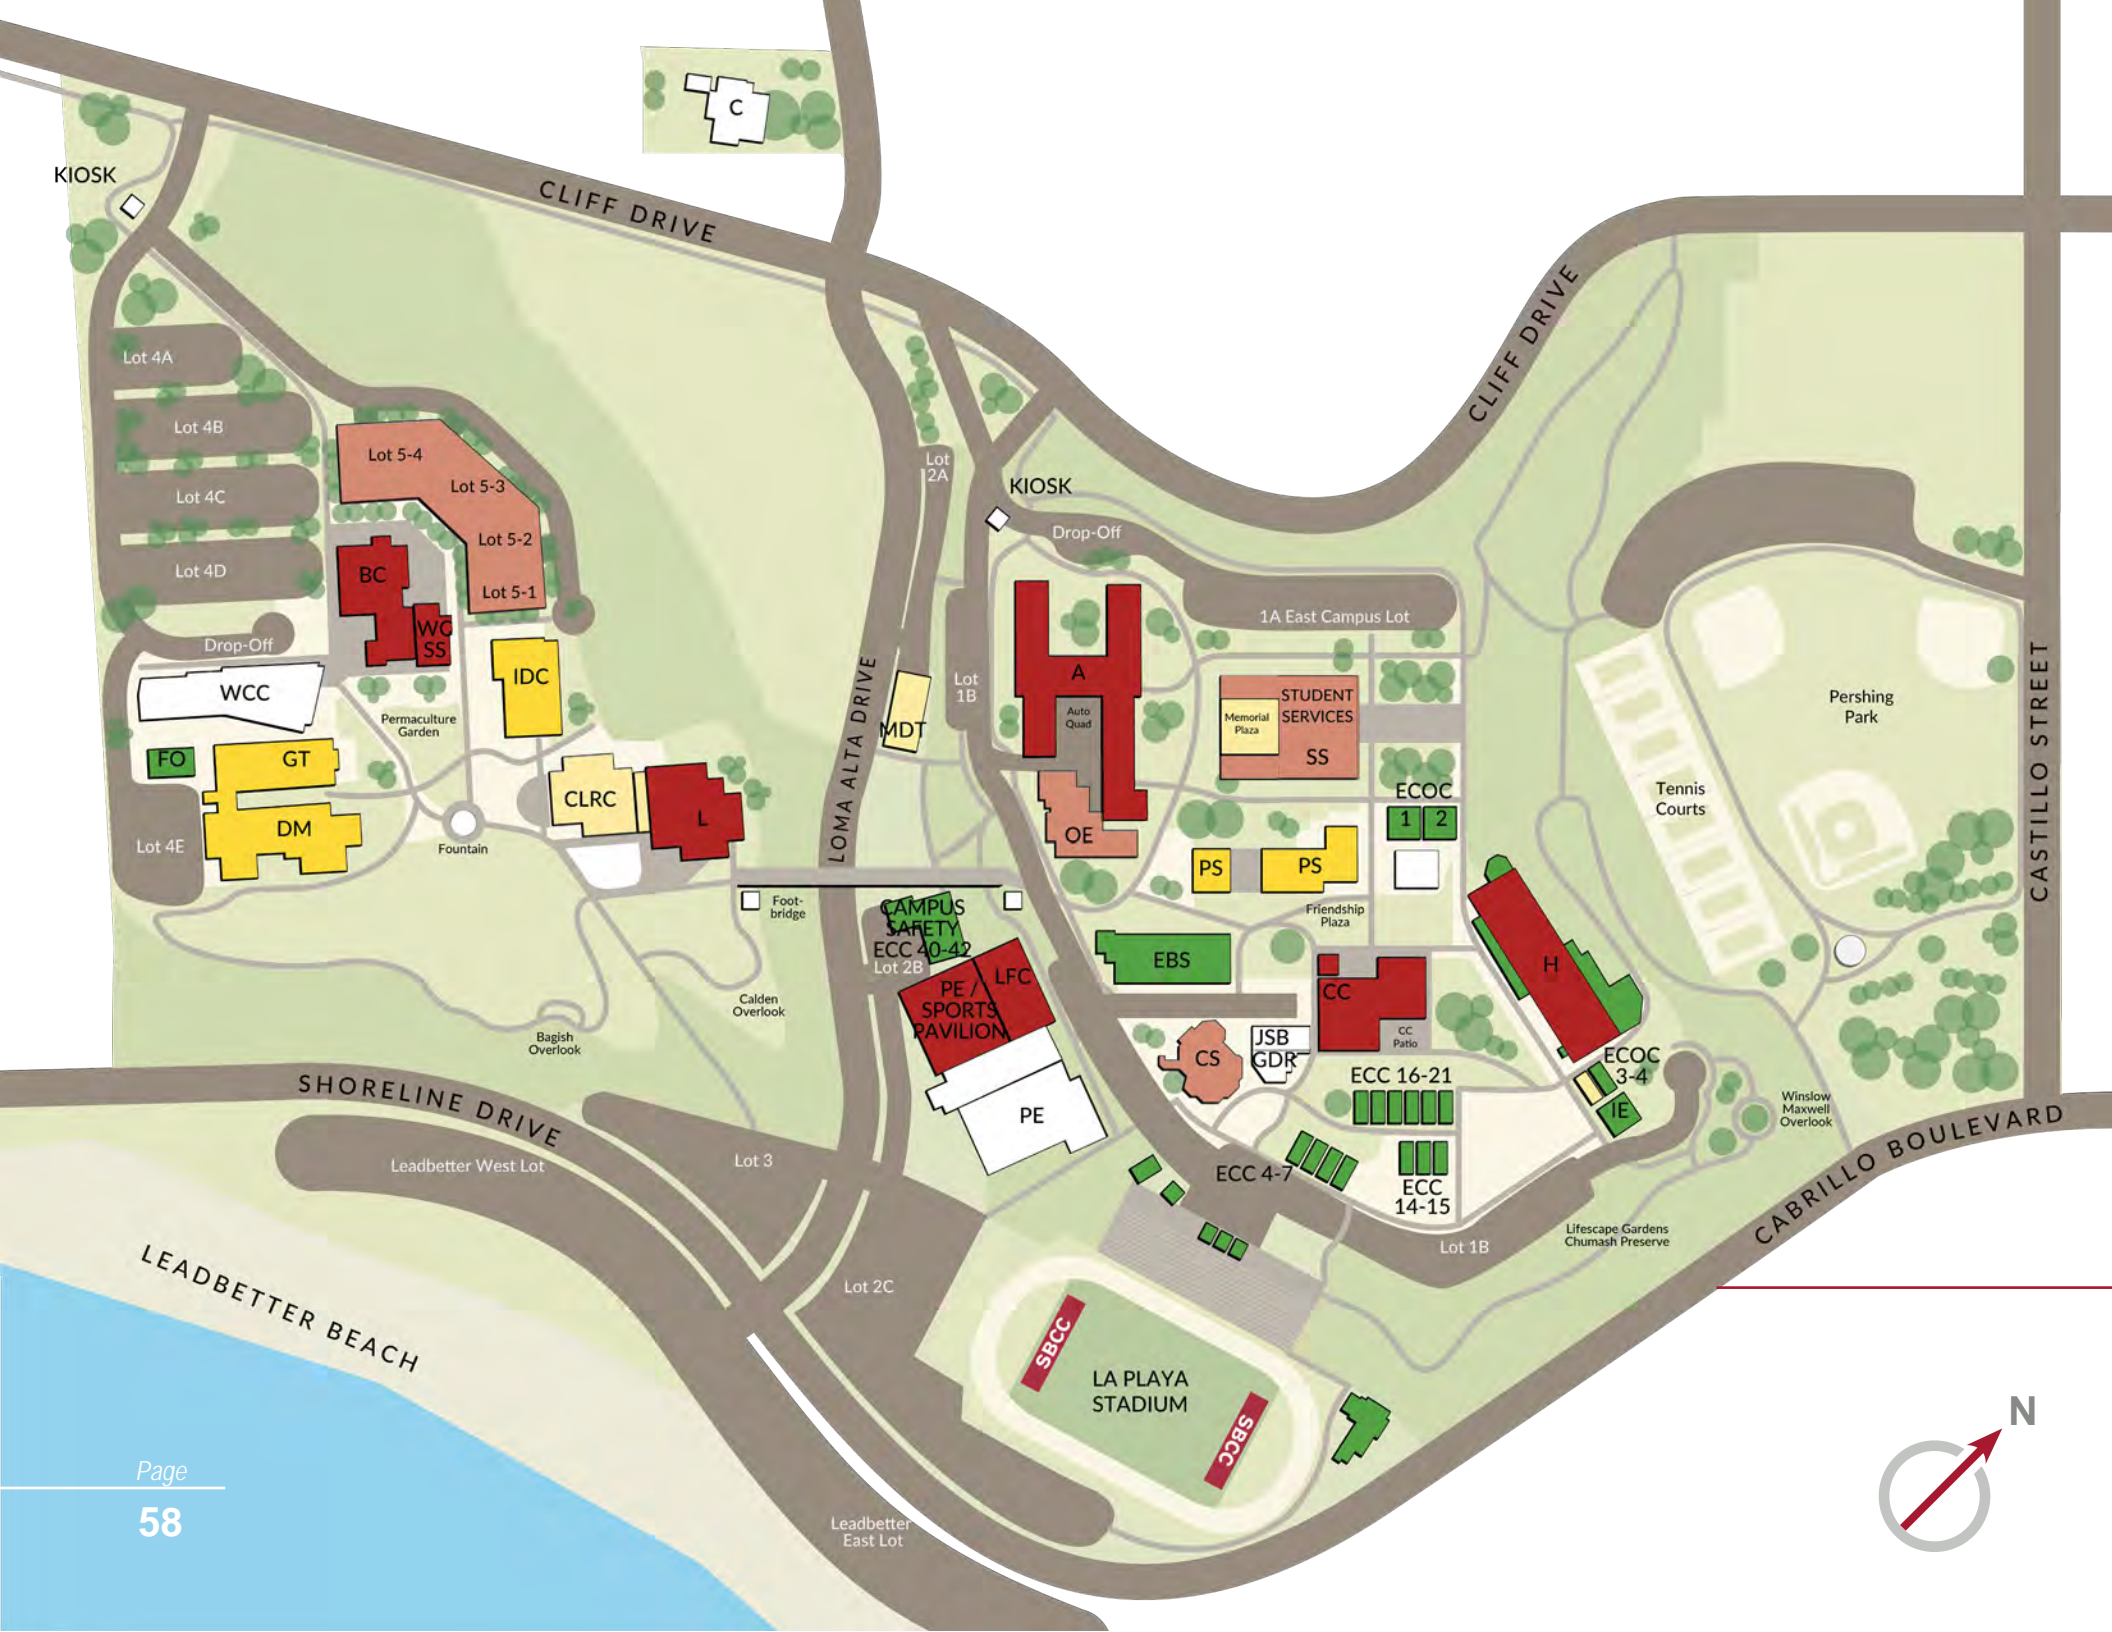 C
KIOSK
CLIFF DRIVE
CLIFF DRIVE
Lot 4A
Lot 4B
Lot 4C
Lot 4D
Lot 5-4
Lot 5-3
Lot 5-2
Lot 5-1
Lot
2A
KIOSK
Drop-Off
1A East Campus Lot
BC
WC
SS
Drop-Off
WCC
IDC
Permaculture
Garden
FO
GT
DM
Lot 4E
CLRC
L
Fountain
LOMA ALTA DRIVE
MDT
Lot
1B
A
Auto
Quad
OE
STUDENT
SERVICES
Memorial
Plaza
SS
ECOC
1
2
PS
PS
Friendship
Plaza
Pershing
Park
Tennis
Courts
CASTILLO STREET
Foot-
bridge
CAMPUS
SAFETY
ECC 40-42
Lot 2B
LFC
PE /
SPORTS
PAVILION
PE
EBS
CC
CC
Patio
H
CS
JSB
GDR
ECC 16-21
ECOC
3-4
IE
Winslow
Maxwell
Overlook
ECC 4-7
ECC
14-15
Calden
Overlook
Bagish
Overlook
SHORELINE DRIVE
Leadbetter West Lot
Lot 3
Lot 2C
Lot 1B
Lifescape Gardens
Chumash Preserve
CABRILLO BOULEVARD
LEADBETTER BEACH
SBCC
LA PLAYA
STADIUM
SBCC
Leadbetter
East Lot
N
Page
58